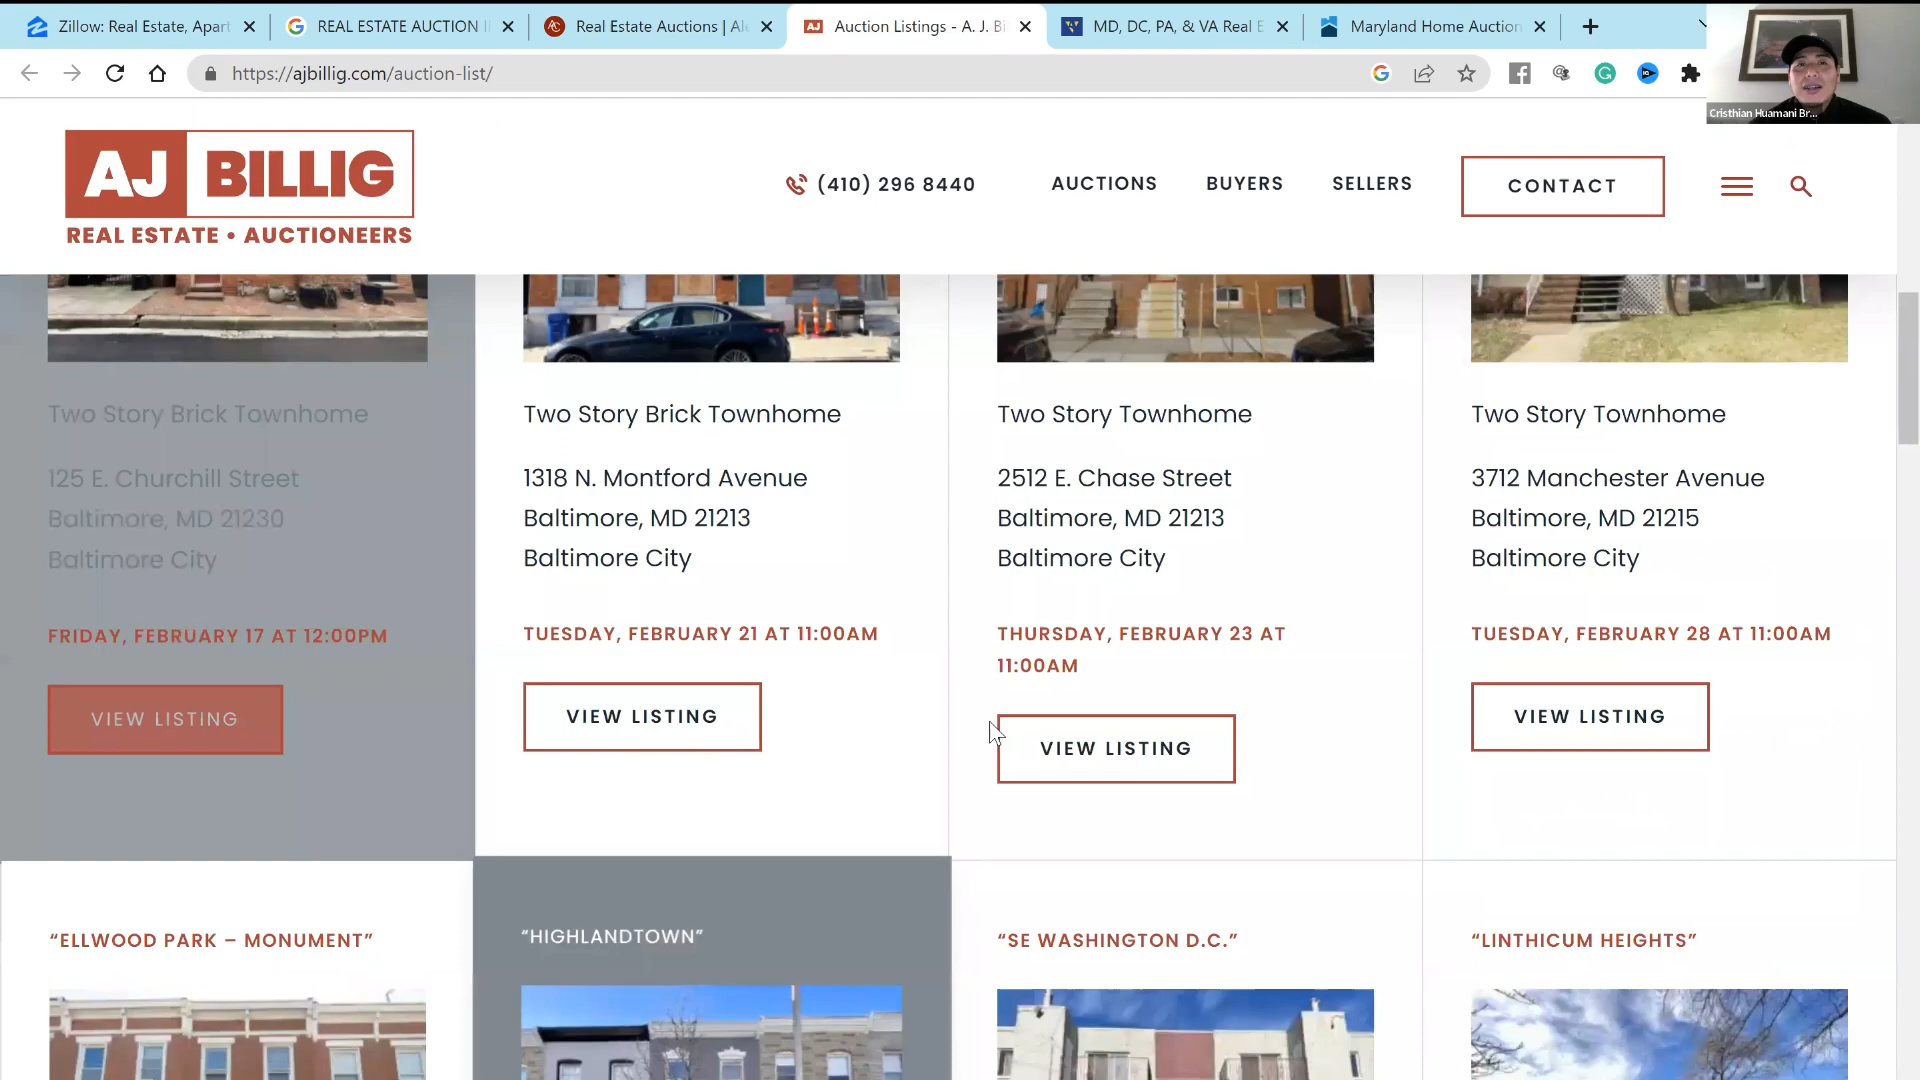 Zillow: Real Estate, Apart
REAL ESTATE AUCTION I
Real Estate Auctions | Al
Auction Listings - A. J. Bi
MD, DC, PA, & VA Real E
Maryland Home Auction
https://ajbillig.com/auction-list/
Cristhian Huamani Br...
AJ BILLIG
REAL ESTATE • AUCTIONEERS
(410) 296 8440
AUCTIONS
BUYERS
SELLERS
CONTACT
Two Story Brick Townhome
125 E. Churchill Street
Baltimore, MD 21230
Baltimore City
FRIDAY, FEBRUARY 17 AT 12:00PM
VIEW LISTING
Two Story Brick Townhome
1318 N. Montford Avenue
Baltimore, MD 21213
Baltimore City
TUESDAY, FEBRUARY 21 AT 11:00AM
VIEW LISTING
Two Story Townhome
2512 E. Chase Street
Baltimore, MD 21213
Baltimore City
THURSDAY, FEBRUARY 23 AT
11:00AM
VIEW LISTING
Two Story Townhome
3712 Manchester Avenue
Baltimore, MD 21215
Baltimore City
TUESDAY, FEBRUARY 28 AT 11:00AM
VIEW LISTING
“ELLWOOD PARK – MONUMENT”
“HIGHLANDTOWN”
“SE WASHINGTON D.C.”
“LINTHICUM HEIGHTS”